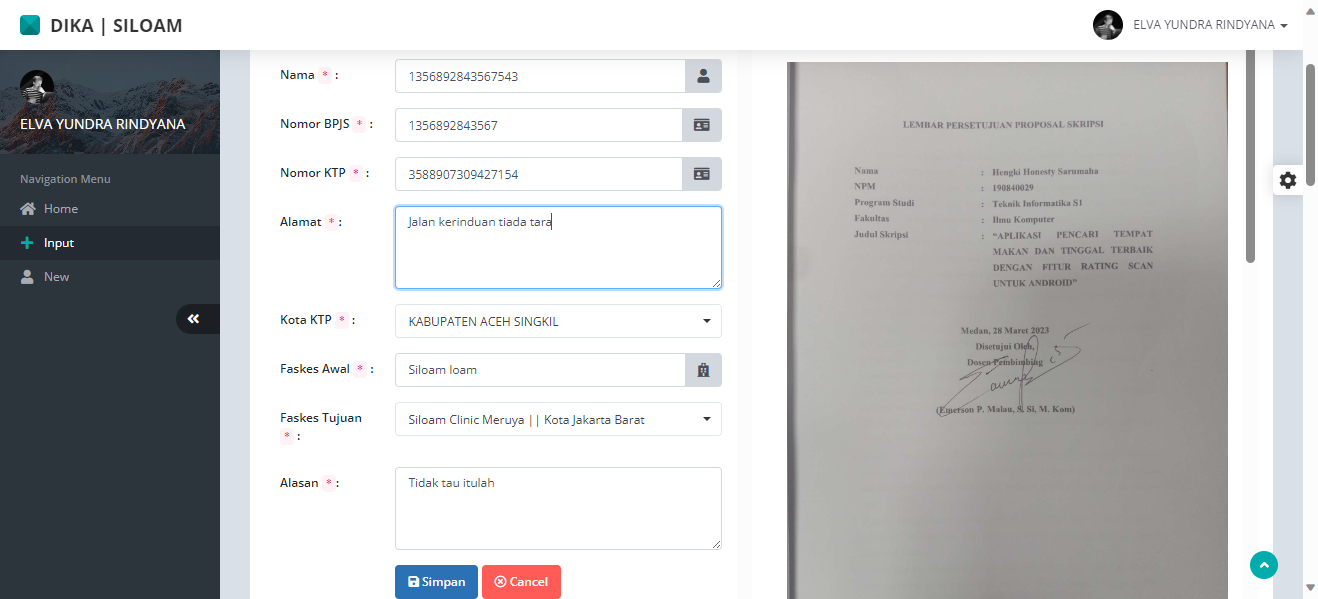 DIKA | SILOAM
ELVA YUNDRA RINDYANA
ELVA YUNDRA RINDYANA
Navigation Menu
Home
Input
New
Nama * :
1356892843567543
Nomor BPJS * :
1356892843567
Nomor KTP * :
3588907309427154
Alamat * :
Jalan kerinduan tiada tara
Kota KTP * :
KABUPATEN ACEH SINGKIL
Faskes Awal * :
Siloam loam
Faskes Tujuan
* :
Siloam Clinic Meruya || Kota Jakarta Barat
Alasan * :
Tidak tau itulah
Simpan
Cancel
LEMBAR PERSETUJUAN PROPOSAL SKRIPSI
Nama : Hengki Honesty Sarumaha
NPM : 190840029
Program Studi : Teknik Informatika S1
Fakultas : Ilmu Komputer
Judul Skripsi : "APLIKASI PENCARI TEMPAT
MAKAN DAN TINGGAL TERBAIK
DENGAN FITUR RATING SCAN
UNTUK ANDROID"
Medan, 28 Maret 2023
Disetujui Oleh,
Dosen Pembimbing
(Emerson P. Malau, S. Si, M. Kom)